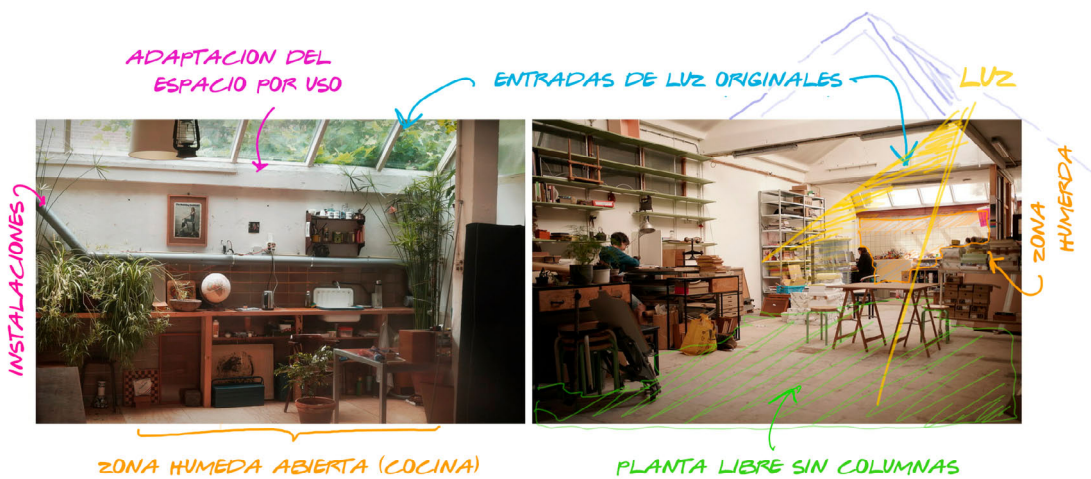 ADAPTACION DEL
ESPACIO POR USO
ENTRADAS DE LUZ ORIGINALES
LUZ
INSTALACIONES
ZONA
HUMERDA
ZONA HUMEDA ABIERTA (COCINA)
PLANTA LIBRE SIN COLUMNAS